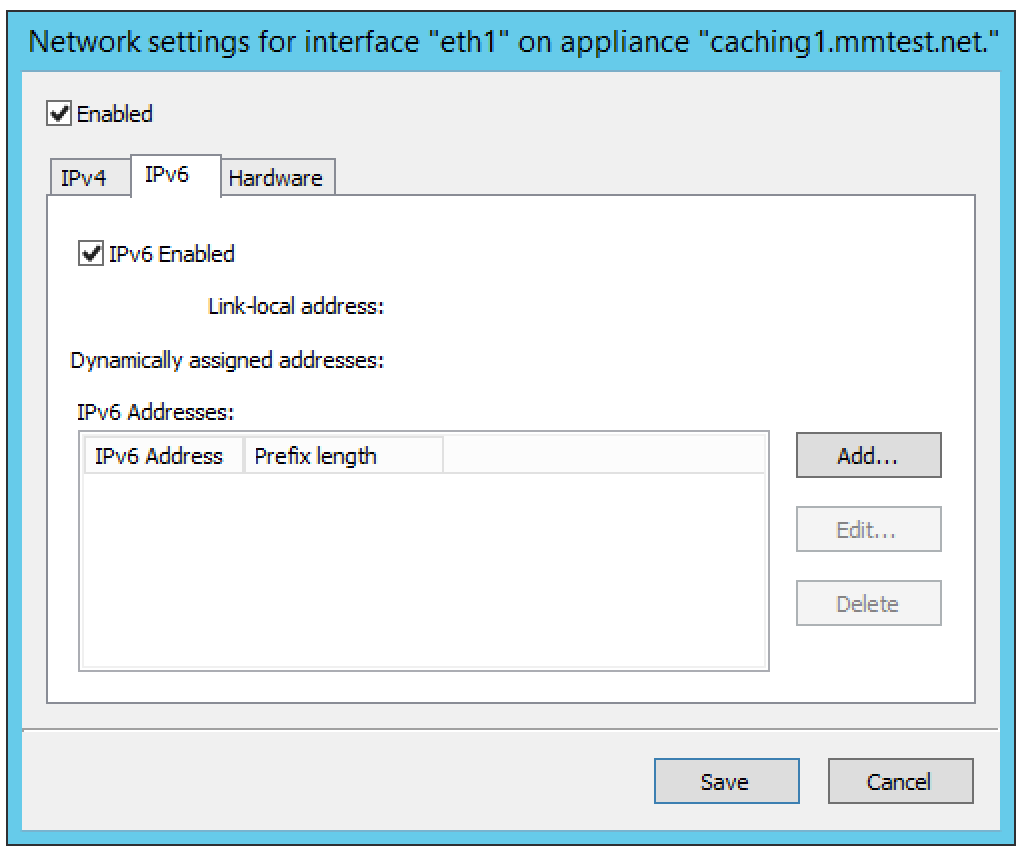 Network settings for interface "eth1" on appliance "caching1.mmtest.net."
Enabled
IPv4 IPv6 Hardware
IPv6 Enabled
Link-local address:
Dynamically assigned addresses:
IPv6 Addresses:
IPv6 Address Prefix length
Add...
Edit...
Delete
Save Cancel